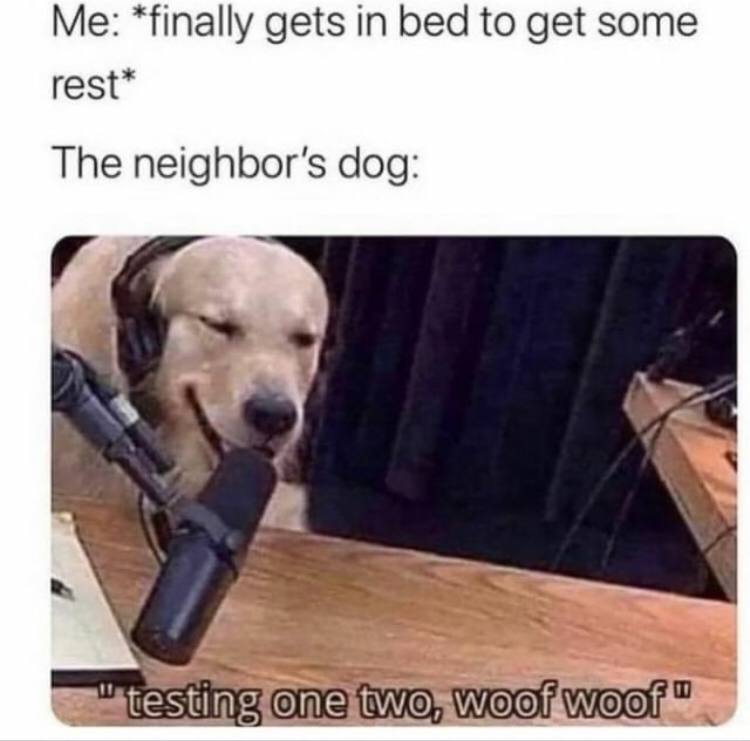 Me: *finally gets in bed to get some
rest*
The neighbor's dog:
" testing one two, woof woof "